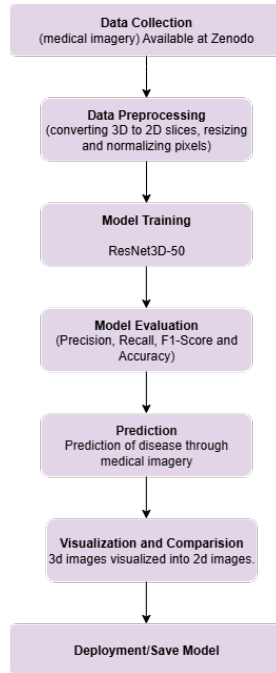 Data Collection
(medical imagery) Available at Zenodo
Data Preprocessing
(converting 3D to 2D slices, resizing
and normalizing pixels)
Model Training
ResNet3D-50
Model Evaluation
(Precision, Recall, F1-Score and
Accuracy)
Prediction
Prediction of disease through
medical imagery
Visualization and Comparision
3d images visualized into 2d images.
Deployment/Save Model